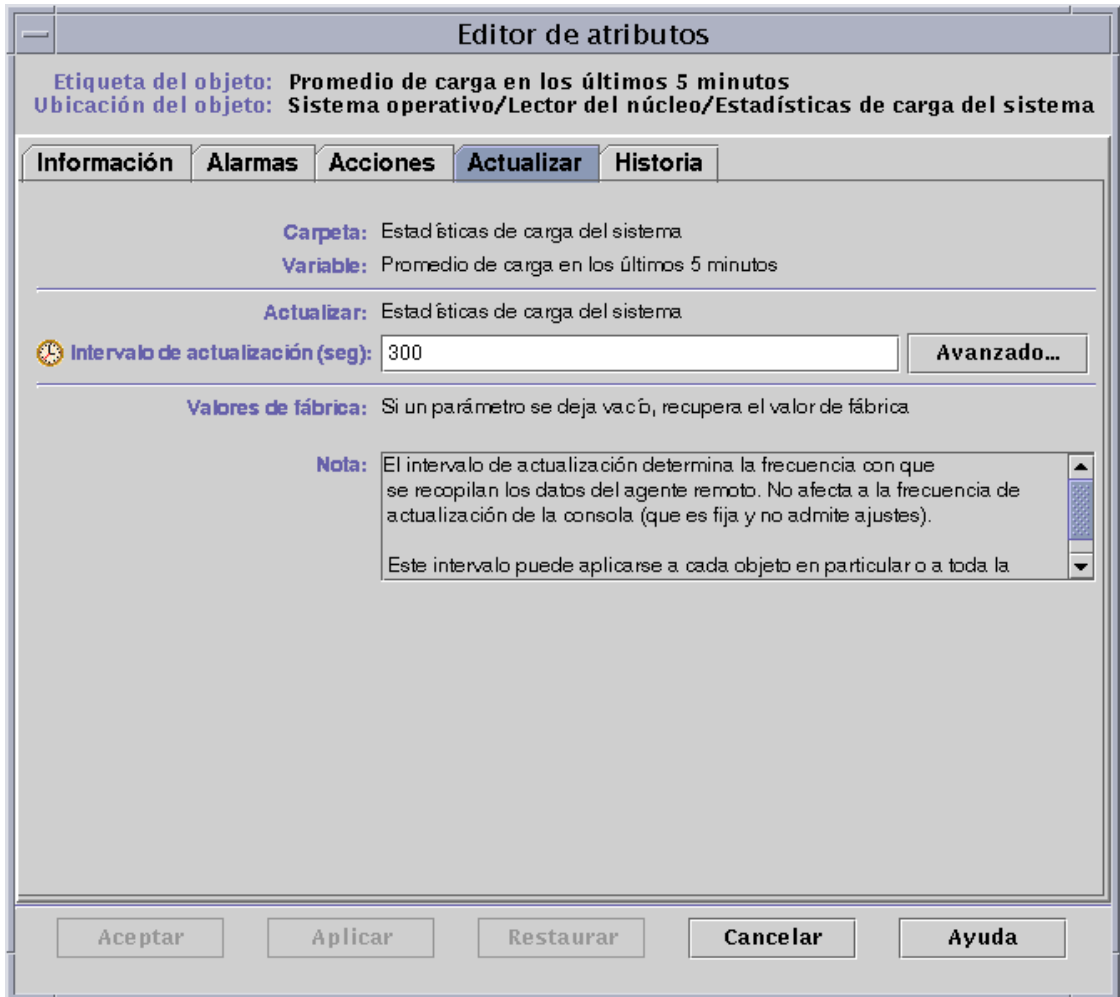 Editor de atributos
Etiqueta del objeto: Promedio de carga en los últimos 5 minutos
Ubicación del objeto: Sistema operativo/Lector del núcleo/Estadísticas de carga del sistema
Información Alarmas Acciones Actualizar Historia
Carpeta: Estadísticas de carga del sistema
Variable: Promedio de carga en los últimos 5 minutos
Actualizar: Estadísticas de carga del sistema
Intervalo de actualización (seg): 300 Avanzado...
Valores de fábrica: Si un parámetro se deja vacío, recupera el valor de fábrica
Nota: El intervalo de actualización determina la frecuencia con que
se recopilan los datos del agente remoto. No afecta a la frecuencia de
actualización de la consola (que es fija y no admite ajustes).
Este intervalo puede aplicarse a cada objeto en particular o a toda la
Aceptar Aplicar Restaurar Cancelar Ayuda